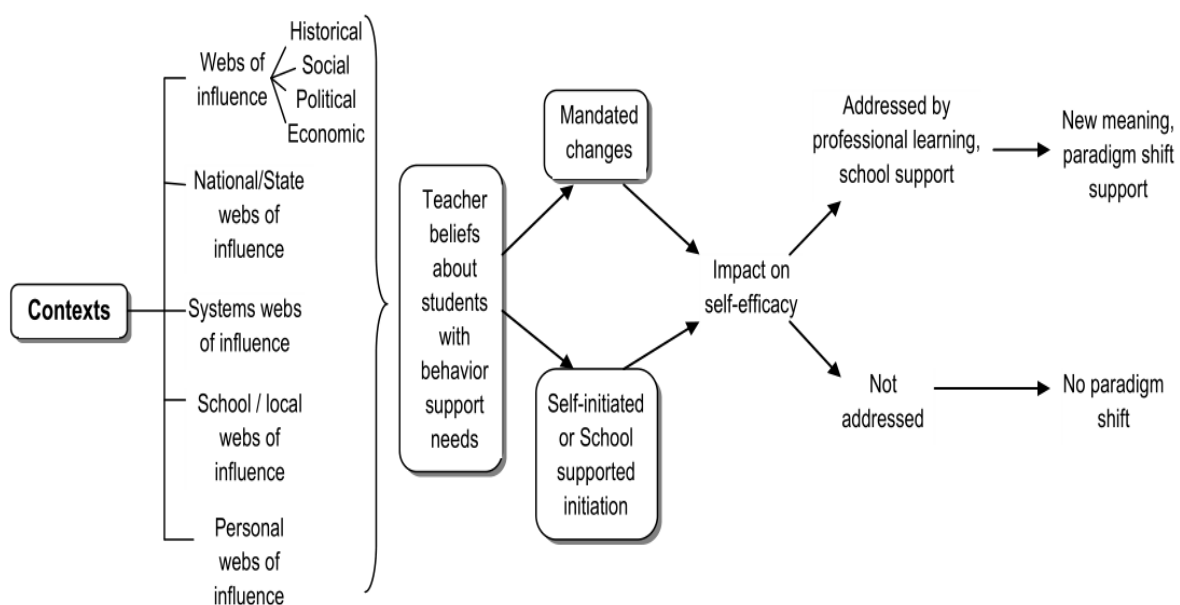 Contexts
Webs of
influence
Historical
Social
Political
Economic
National/State
webs of
influence
Systems webs
of influence
School / local
webs of
influence
Personal
webs of
influence
Teacher
beliefs
about
students
with
behavior
support
needs
Mandated
changes
Self-initiated
or School
supported
initiation
Impact on
self-efficacy
Addressed by
professional learning,
school support
New meaning,
paradigm shift
support
Not
addressed
No paradigm
shift